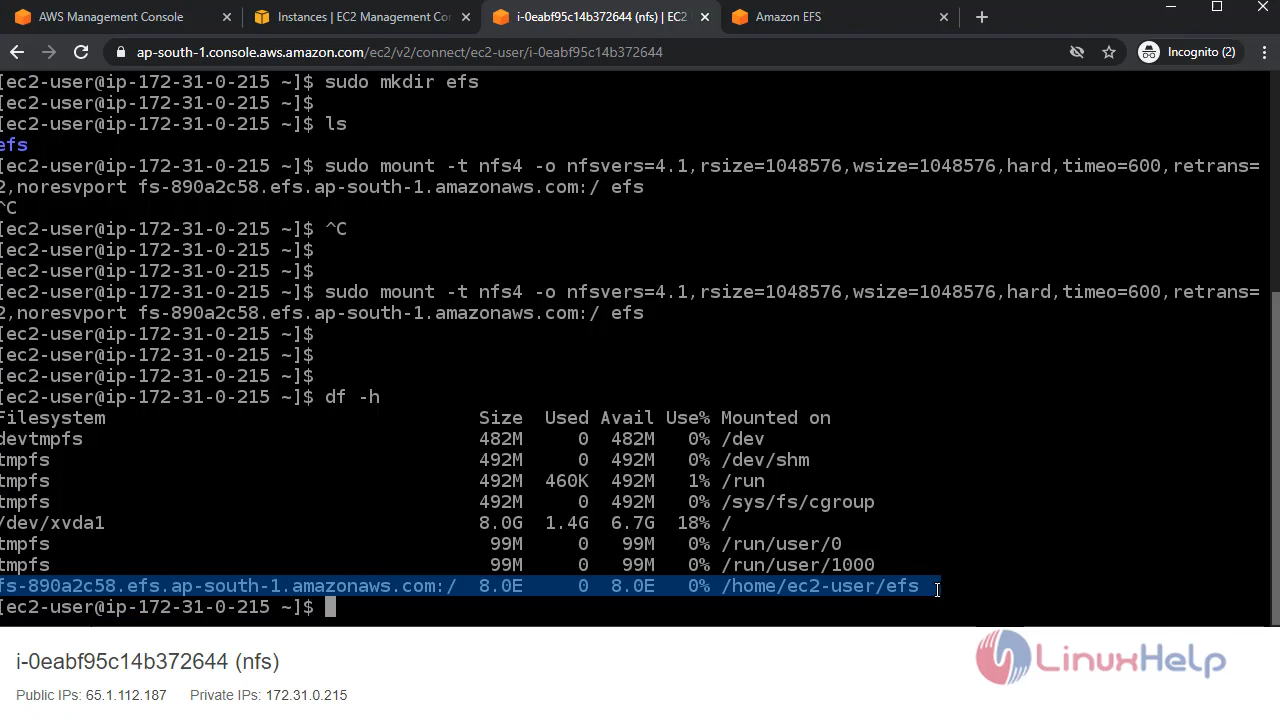 AWS Management Console
Instances | EC2 Management Co
i-0eabf95c14b372644 (nfs) | EC2
Amazon EFS
ap-south-1.console.aws.amazon.com/ec2/v2/connect/ec2-user/i-0eabf95c14b372644
Incognito (2)
[ec2-user@ip-172-31-0-215 ~]$ sudo mkdir efs
[ec2-user@ip-172-31-0-215 ~]$
[ec2-user@ip-172-31-0-215 ~]$ ls
efs
[ec2-user@ip-172-31-0-215 ~]$ sudo mount -t nfs4 -o nfsvers=4.1,rsize=1048576,wsize=1048576,hard,timeo=600,retrans=
2,noresvport fs-890a2c58.efs.ap-south-1.amazonaws.com:/ efs
^C
[ec2-user@ip-172-31-0-215 ~]$ ^C
[ec2-user@ip-172-31-0-215 ~]$
[ec2-user@ip-172-31-0-215 ~]$
[ec2-user@ip-172-31-0-215 ~]$ sudo mount -t nfs4 -o nfsvers=4.1,rsize=1048576,wsize=1048576,hard,timeo=600,retrans=
2,noresvport fs-890a2c58.efs.ap-south-1.amazonaws.com:/ efs
[ec2-user@ip-172-31-0-215 ~]$
[ec2-user@ip-172-31-0-215 ~]$
[ec2-user@ip-172-31-0-215 ~]$
[ec2-user@ip-172-31-0-215 ~]$ df -h
Filesystem Size Used Avail Use% Mounted on
devtmpfs 482M 0 482M 0% /dev
tmpfs 492M 0 492M 0% /dev/shm
tmpfs 492M 460K 492M 1% /run
tmpfs 492M 0 492M 0% /sys/fs/cgroup
/dev/xvda1 8.0G 1.4G 6.7G 18% /
tmpfs 99M 0 99M 0% /run/user/0
tmpfs 99M 0 99M 0% /run/user/1000
fs-890a2c58.efs.ap-south-1.amazonaws.com:/ 8.0E 0 8.0E 0% /home/ec2-user/efs
[ec2-user@ip-172-31-0-215 ~]$
i-0eabf95c14b372644 (nfs)
Public IPs: 65.1.112.187 Private IPs: 172.31.0.215
LinuxHelp